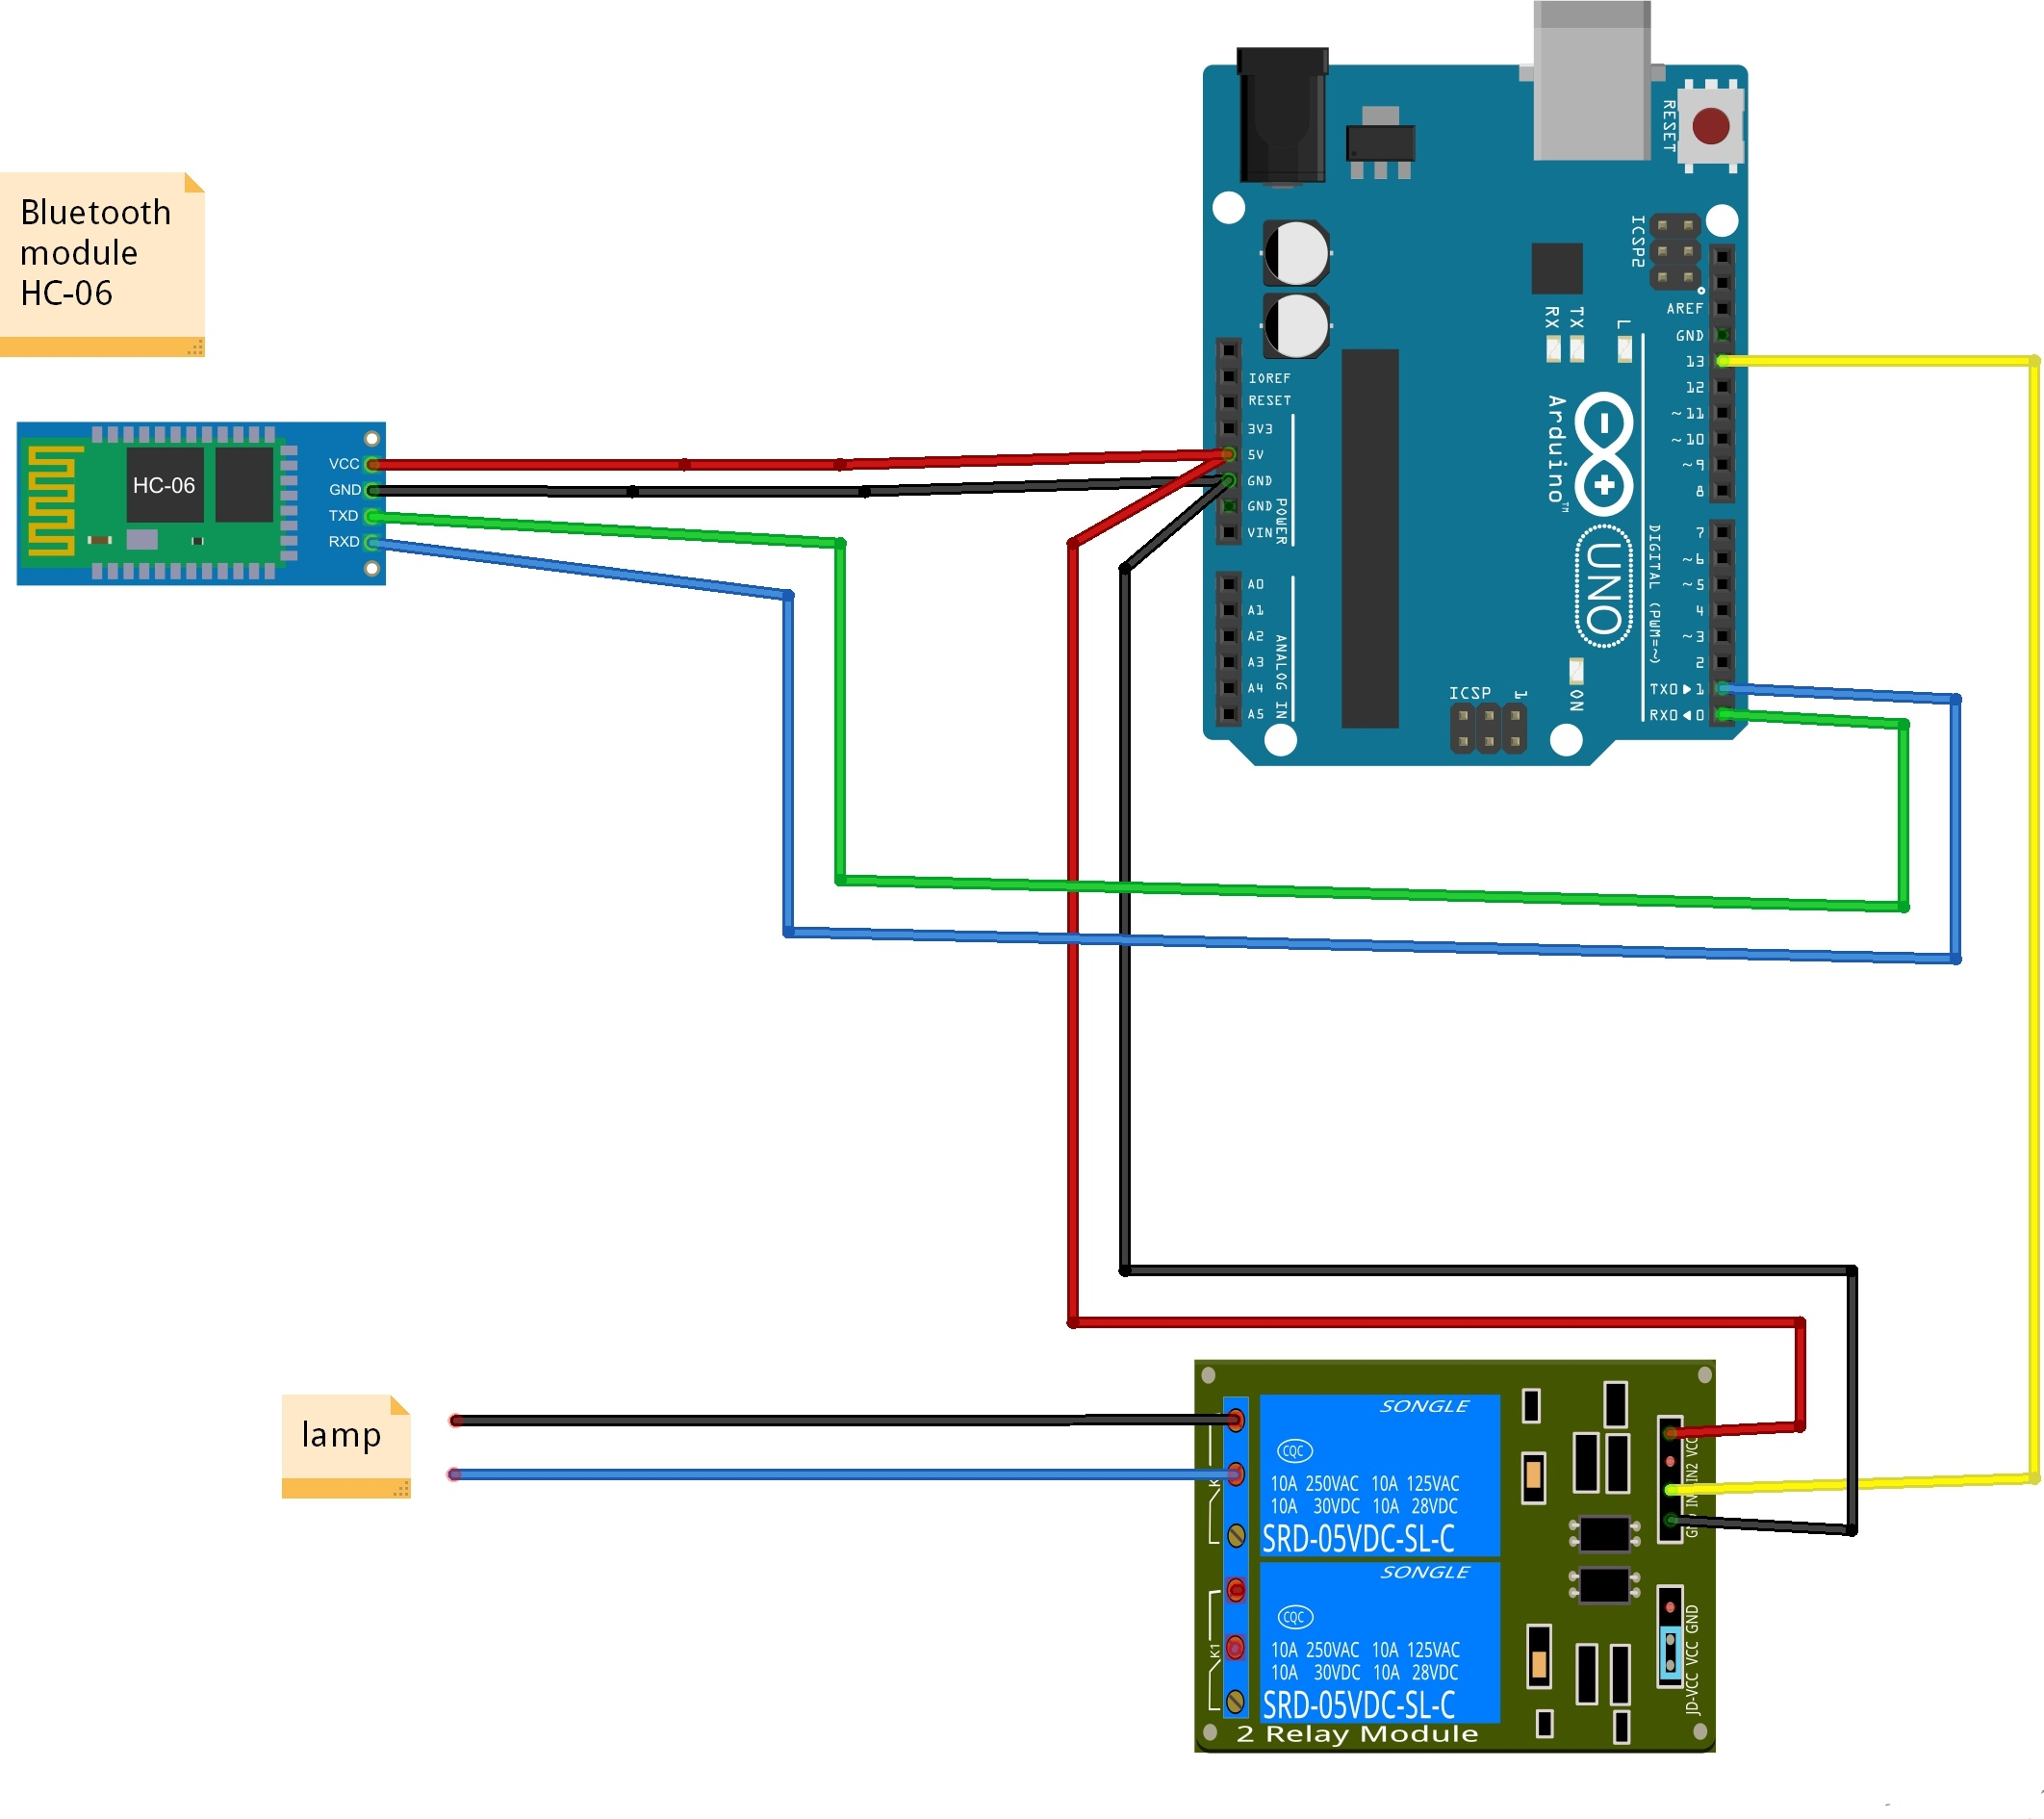 Bluetooth
module
HC-06
HC-06
VCC
GND
TXD
RXD
RESET
ICSP2
RX
TX
L
AREF
GND
13
12
~11
~10
~9
8
7
~6
~5
4
~3
2
TX0▶1
RX0◀0
DIGITAL (PWM=~)
Arduino™
UNO
ON
ICSP
1
IOREF
RESET
3V3
5V
GND
GND
VIN
POWER
A0
A1
A2
A3
A4
A5
ANALOG IN
lamp
SONGLE
CQC
10A 250VAC 10A 125VAC
10A 30VDC 10A 28VDC
SRD-05VDC-SL-C
SONGLE
CQC
10A 250VAC 10A 125VAC
10A 30VDC 10A 28VDC
SRD-05VDC-SL-C
K1
IN2 VCC
JD-VCC VCC GND
2 Relay Module